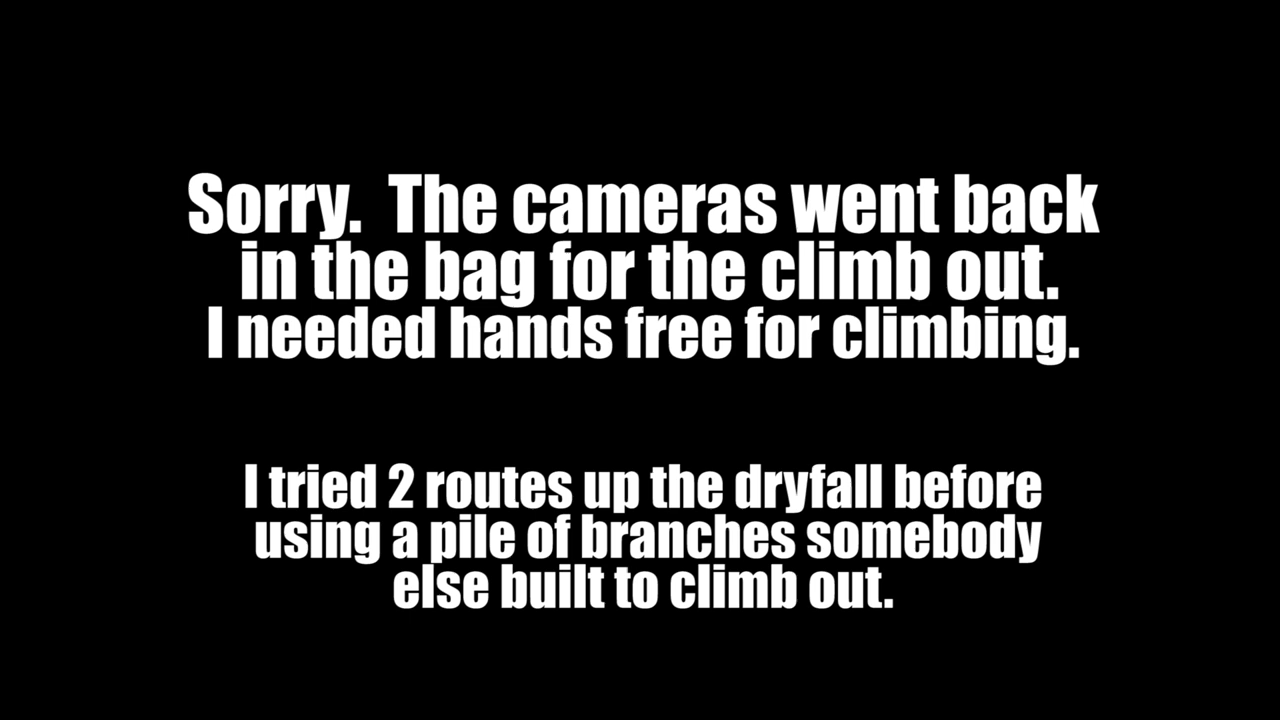 Sorry.  The cameras went back
in the bag for the climb out.
I needed hands free for climbing.
I tried 2 routes up the dryfall before
using a pile of branches somebody
else built to climb out.